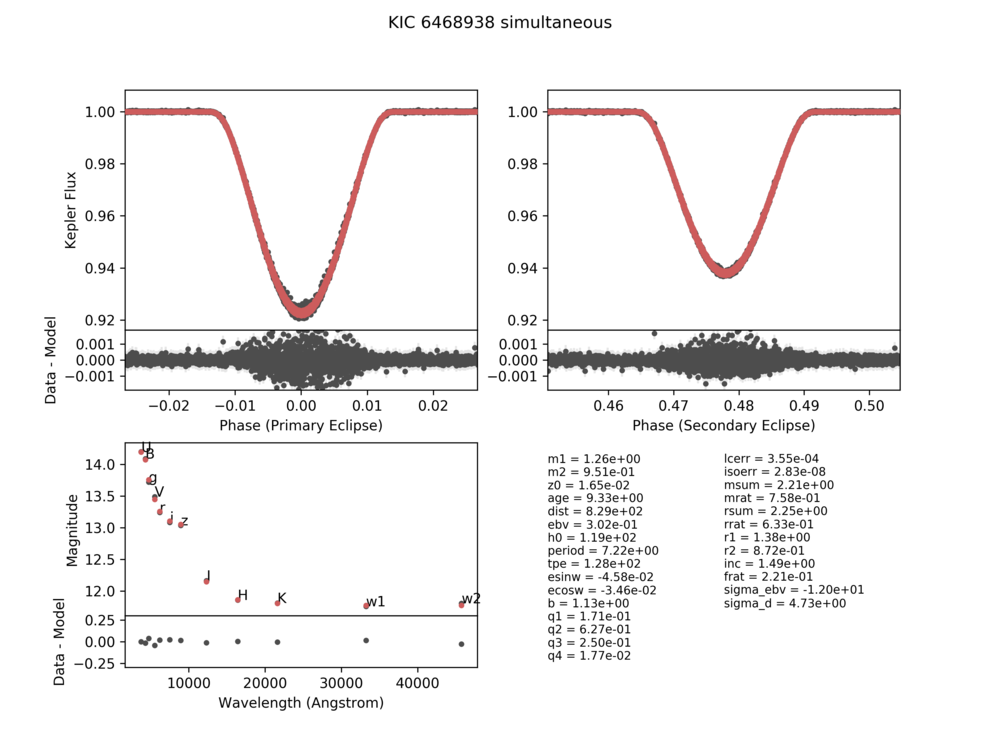 KIC 6468938 simultaneous
1.00
0.98
0.96
0.94
0.92
Kepler Flux
0.001
0.000
−0.001
Data - Model
−0.02 −0.01 0.00 0.01 0.02
Phase (Primary Eclipse)
1.00
0.98
0.96
0.94
0.92
0.001
0.000
−0.001
0.46 0.47 0.48 0.49 0.50
Phase (Secondary Eclipse)
14.0
13.5
13.0
12.5
12.0
Magnitude
U
B
g
V
r
i
z
J
H
K
w1
w2
0.25
0.00
−0.25
Data - Model
10000 20000 30000 40000
Wavelength (Angstrom)
m1 = 1.26e+00
m2 = 9.51e-01
z0 = 1.65e-02
age = 9.33e+00
dist = 8.29e+02
ebv = 3.02e-01
h0 = 1.19e+02
period = 7.22e+00
tpe = 1.28e+02
esinw = -4.58e-02
ecosw = -3.46e-02
b = 1.13e+00
q1 = 1.71e-01
q2 = 6.27e-01
q3 = 2.50e-01
q4 = 1.77e-02
lcerr = 3.55e-04
isoerr = 2.83e-08
msum = 2.21e+00
mrat = 7.58e-01
rsum = 2.25e+00
rrat = 6.33e-01
r1 = 1.38e+00
r2 = 8.72e-01
inc = 1.49e+00
frat = 2.21e-01
sigma_ebv = -1.20e+01
sigma_d = 4.73e+00